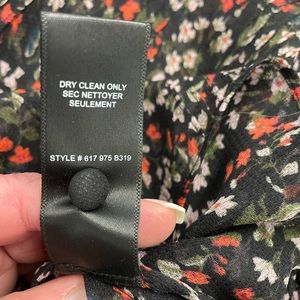 DRY CLEAN ONLY
SEC NETTOYER
SEULEMENT
STYLE # 617 975 B319